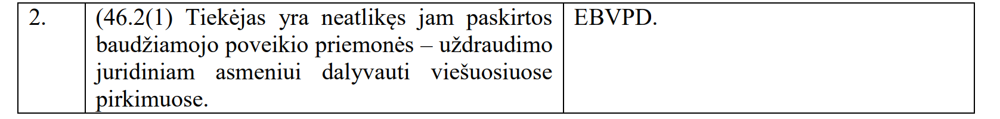 2. (46.2(1) Tiekėjas yra neatlikęs jam paskirtos EBVPD.
baudžiamojo poveikio priemonės – uždraudimo
juridiniam asmeniui dalyvauti viešuosiuose
pirkimuose.